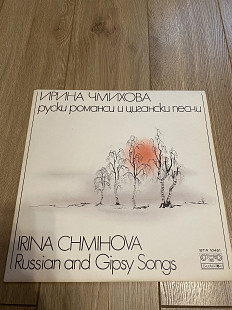 ИРИНА ЧМИХОВА
руски романси и цигански песни
IRINA CHMIHOVA
Russian and Gipsy Songs